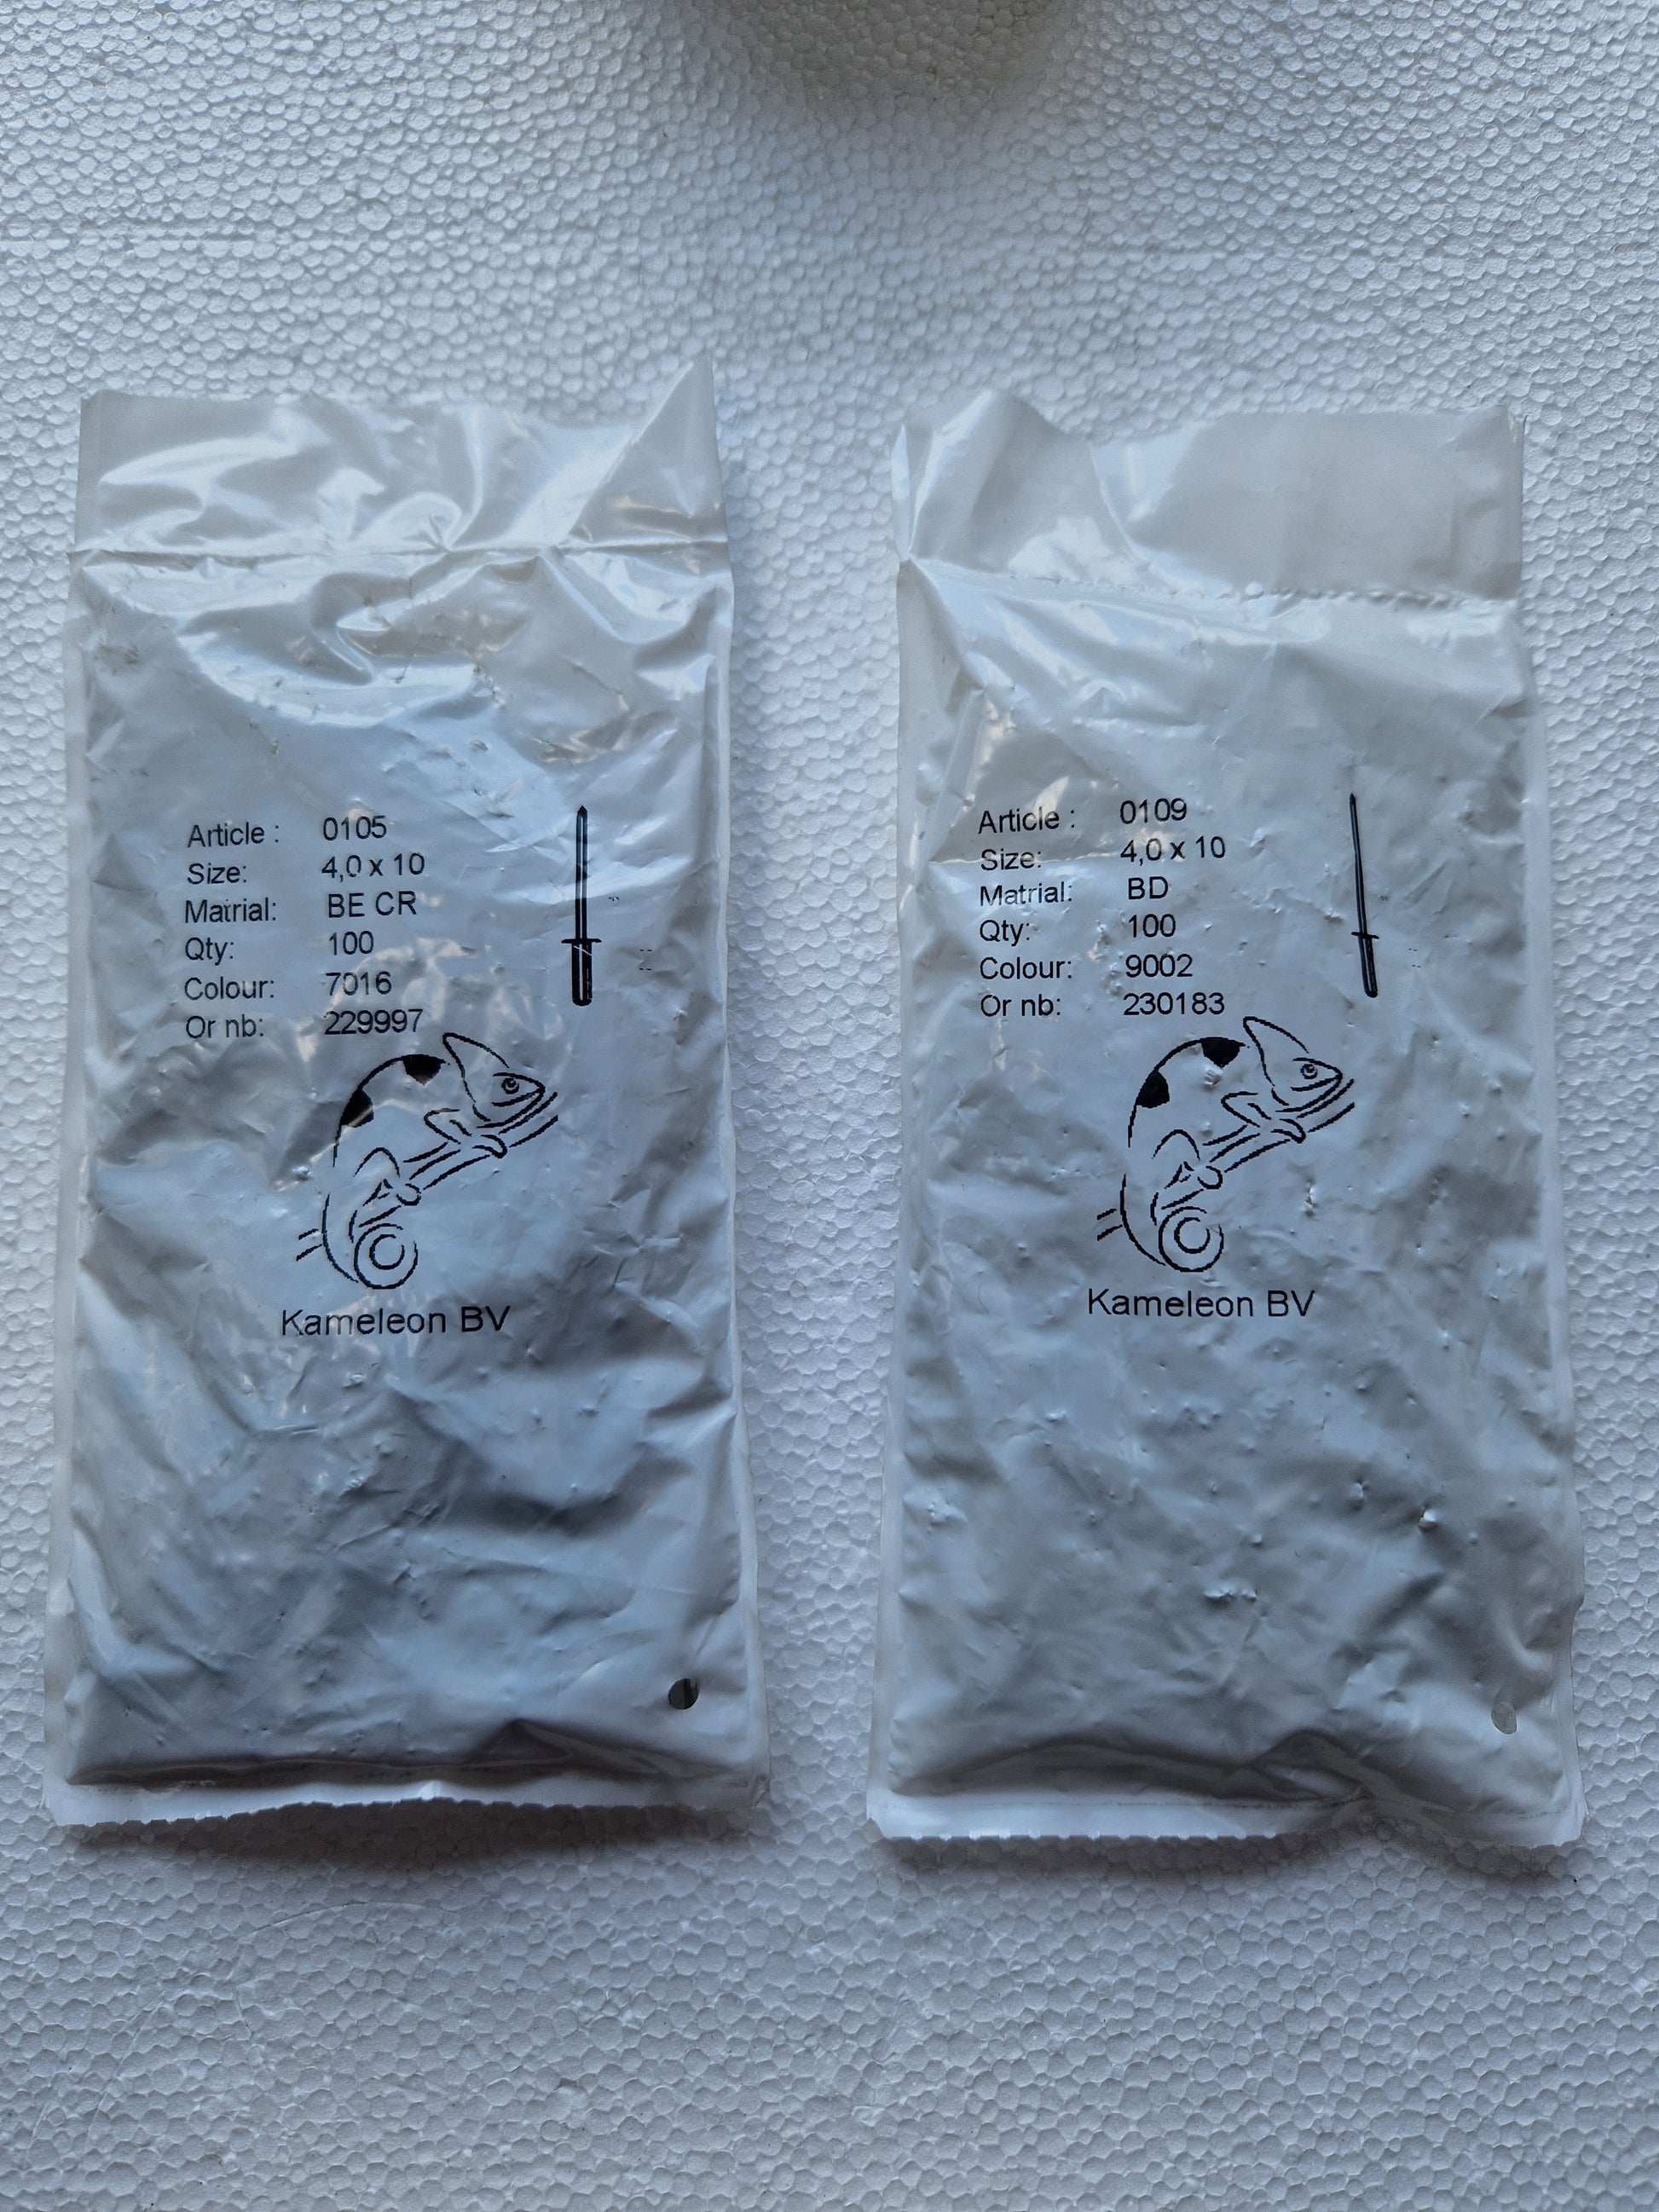 Article : 0105
Size: 4,0 x 10
Matrial: BE CR
Qty: 100
Colour: 7016
Or nb: 229997
Kameleon BV
Article : 0109
Size: 4,0 x 10
Matrial: BD
Qty: 100
Colour: 9002
Or nb: 230183
Kameleon BV